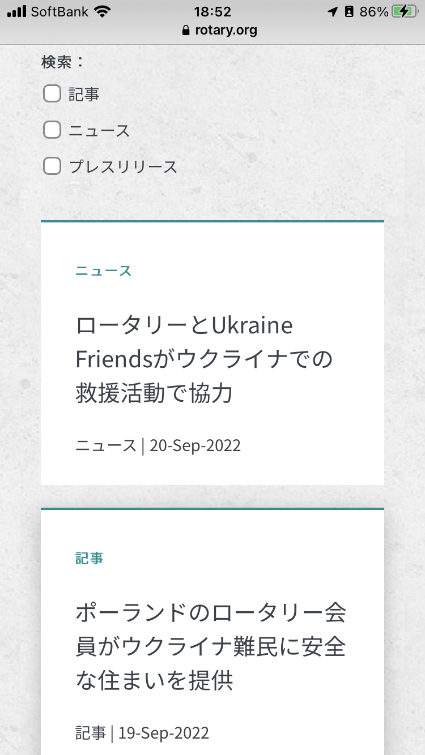 SoftBank 18:52 86%
rotary.org
検索：
記事
ニュース
プレスリリース
ニュース
ロータリーとUkraine
Friendsがウクライナでの
救援活動で協力
ニュース | 20-Sep-2022
記事
ポーランドのロータリー会
員がウクライナ難民に安全
な住まいを提供
記事 | 19-Sep-2022